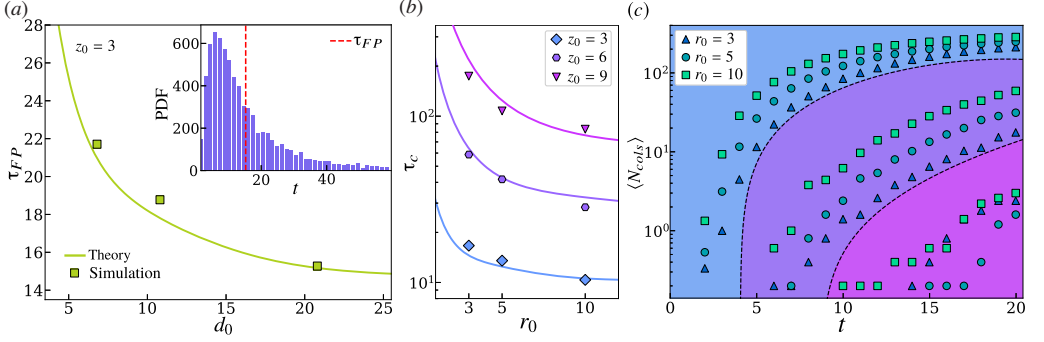 (a)
28
26
24
22
20
18
16
14
τFP
z0 = 3
Theory
Simulation
5
10
15
20
25
d0
600
400
200
0
PDF
τFP
20
40
t
(b)
z0 = 3
z0 = 6
z0 = 9
10²
10¹
τc
3
5
10
r0
(c)
r0 = 3
r0 = 5
r0 = 10
10²
10¹
10⁰
⟨Ncols⟩
0
5
10
15
20
t